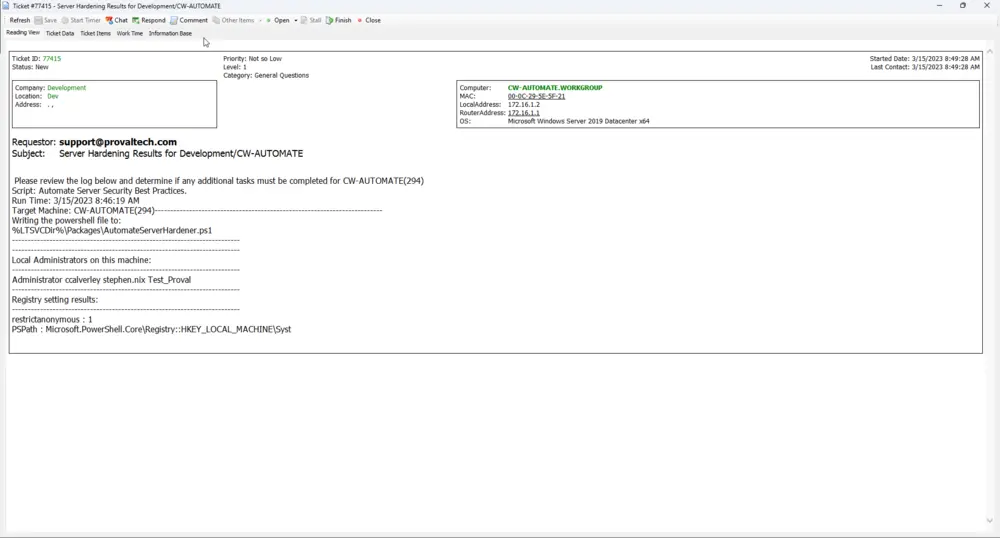 Ticket #77415 - Server Hardening Results for Development/CW-AUTOMATE
Refresh Save Start Timer Chat Respond Comment Other Items Open Stall Finish Close
Reading View Ticket Data Ticket Items Work Time Information Base
Ticket ID: 77415 Priority: Not so Low Started Date: 3/15/2023 8:49:28 AM
Status: New Level: 1 Last Contact: 3/15/2023 8:49:28 AM
Category: General Questions
Company: Development Computer: CW-AUTOMATE.WORKGROUP
Location: Dev MAC: 00-0C-29-5E-5F-21
Address: , , LocalAddress: 172.16.1.2
RouterAddress: 172.16.1.1
OS: Microsoft Windows Server 2019 Datacenter x64
Requestor: support@provaltech.com
Subject: Server Hardening Results for Development/CW-AUTOMATE
Please review the log below and determine if any additional tasks must be completed for CW-AUTOMATE(294)
Script: Automate Server Security Best Practices.
Run Time: 3/15/2023 8:46:19 AM
Target Machine: CW-AUTOMATE(294)-----------------------------------------------------------------------
Writing the powershell file to:
%LTSVCDir%\Packages\AutomateServerHardener.ps1
-----------------------------------------------------------------------
-----------------------------------------------------------------------
Local Administrators on this machine:
-----------------------------------------------------------------------
Administrator ccalverley stephen.nix Test_Proval
-----------------------------------------------------------------------
Registry setting results:
-----------------------------------------------------------------------
restrictanonymous : 1
PSPath : Microsoft.PowerShell.Core\Registry::HKEY_LOCAL_MACHINE\Syst